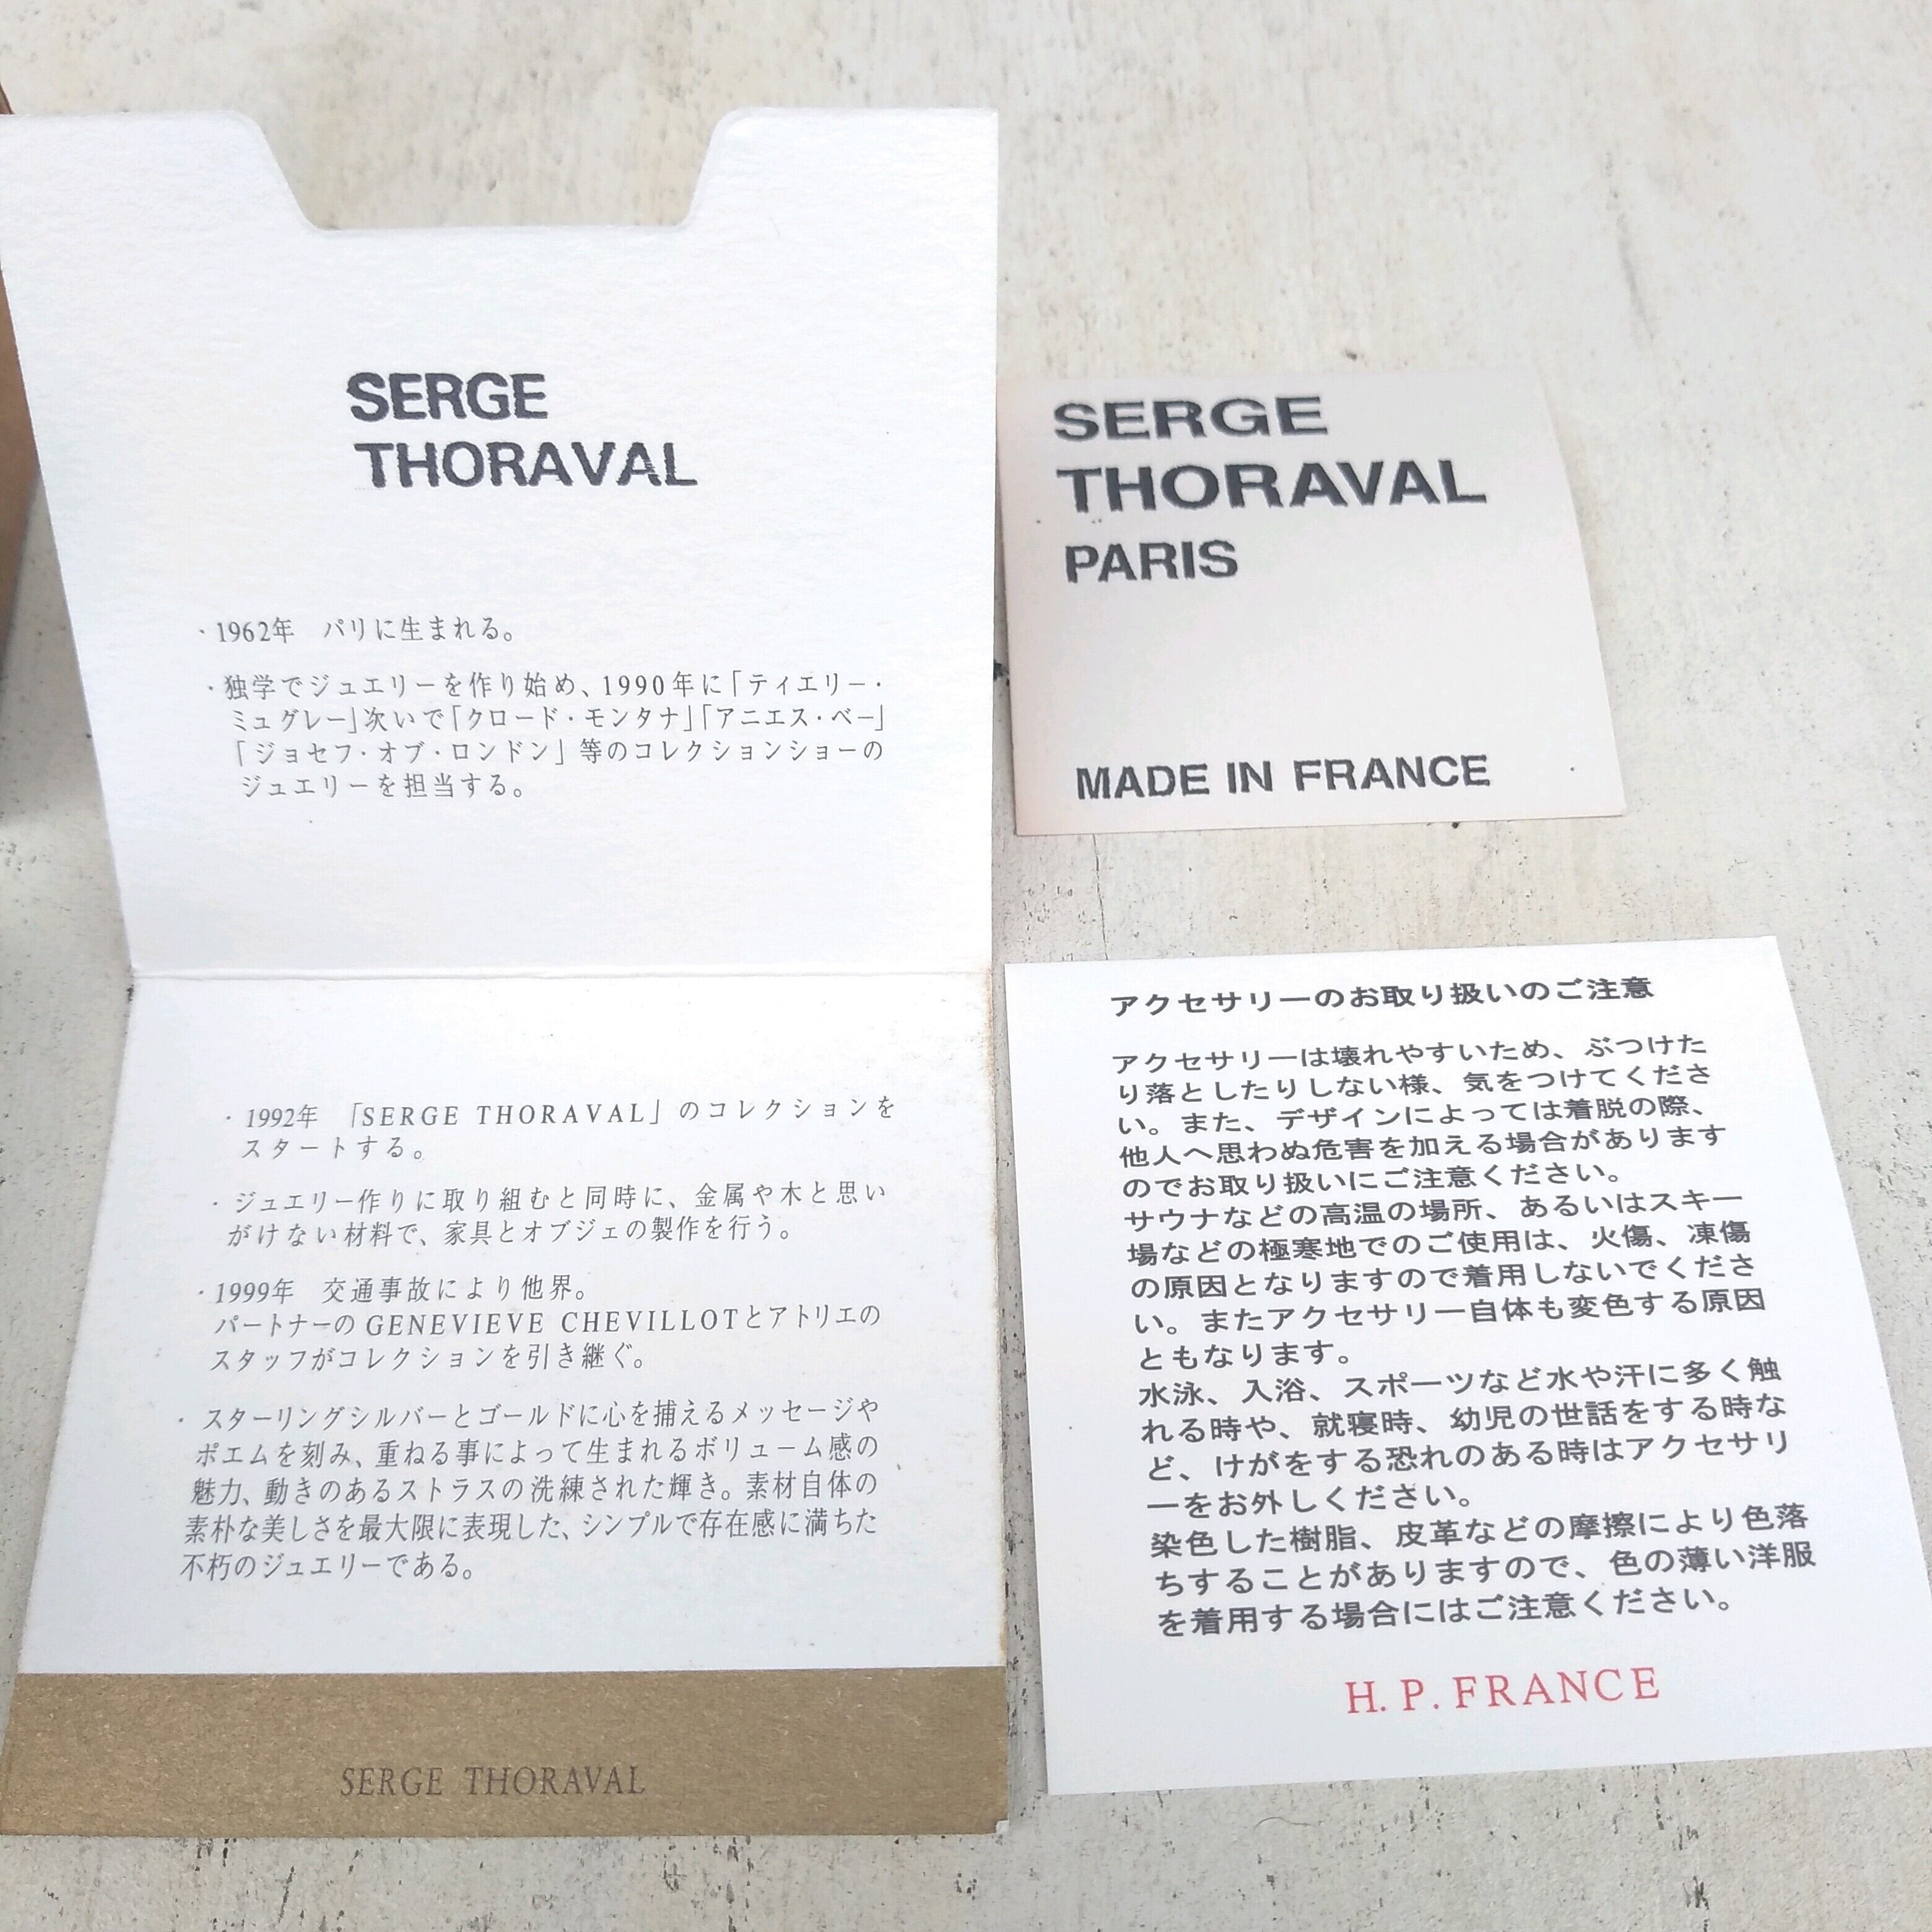 SERGE
THORAVAL
・1962年　パリに生まれる。
・独学でジュエリーを作り始め、1990年に「ティエリー・
ミュグレー」次いで「クロード・モンタナ」「アニエス・ベー」
「ジョセフ・オブ・ロンドン」等のコレクションショーの
ジュエリーを担当する。
・1992年　「SERGE THORAVAL」のコレクションを
スタートする。
・ジュエリー作りに取り組むと同時に、金属や木と思い
がけない材料で、家具とオブジェの製作を行う。
・1999年　交通事故により他界。
パートナーの GENEVIEVE CHEVILLOTとアトリエの
スタッフがコレクションを引き継ぐ。
・スターリングシルバーとゴールドに心を捕えるメッセージや
ポエムを刻み、重ねる事によって生まれるボリューム感の
魅力、動きのあるストラスの洗練された輝き。素材自体の
素朴な美しさを最大限に表現した、シンプルで存在感に満ちた
不朽のジュエリーである。
SERGE THORAVAL
SERGE
THORAVAL
PARIS
MADE IN FRANCE
アクセサリーのお取り扱いのご注意
アクセサリーは壊れやすいため、ぶつけた
り落としたりしない様、気をつけてくださ
い。また、デザインによっては着脱の際、
他人へ思わぬ危害を加える場合があります
のでお取り扱いにご注意ください。
サウナなどの高温の場所、あるいはスキー
場などの極寒地でのご使用は、火傷、凍傷
の原因となりますので着用しないでくださ
い。またアクセサリー自体も変色する原因
ともなります。
水泳、入浴、スポーツなど水や汗に多く触
れる時や、就寝時、幼児の世話をする時な
ど、けがをする恐れのある時はアクセサリ
ーをお外しください。
染色した樹脂、皮革などの摩擦により色落
ちすることがありますので、色の薄い洋服
を着用する場合にはご注意ください。
H. P. FRANCE